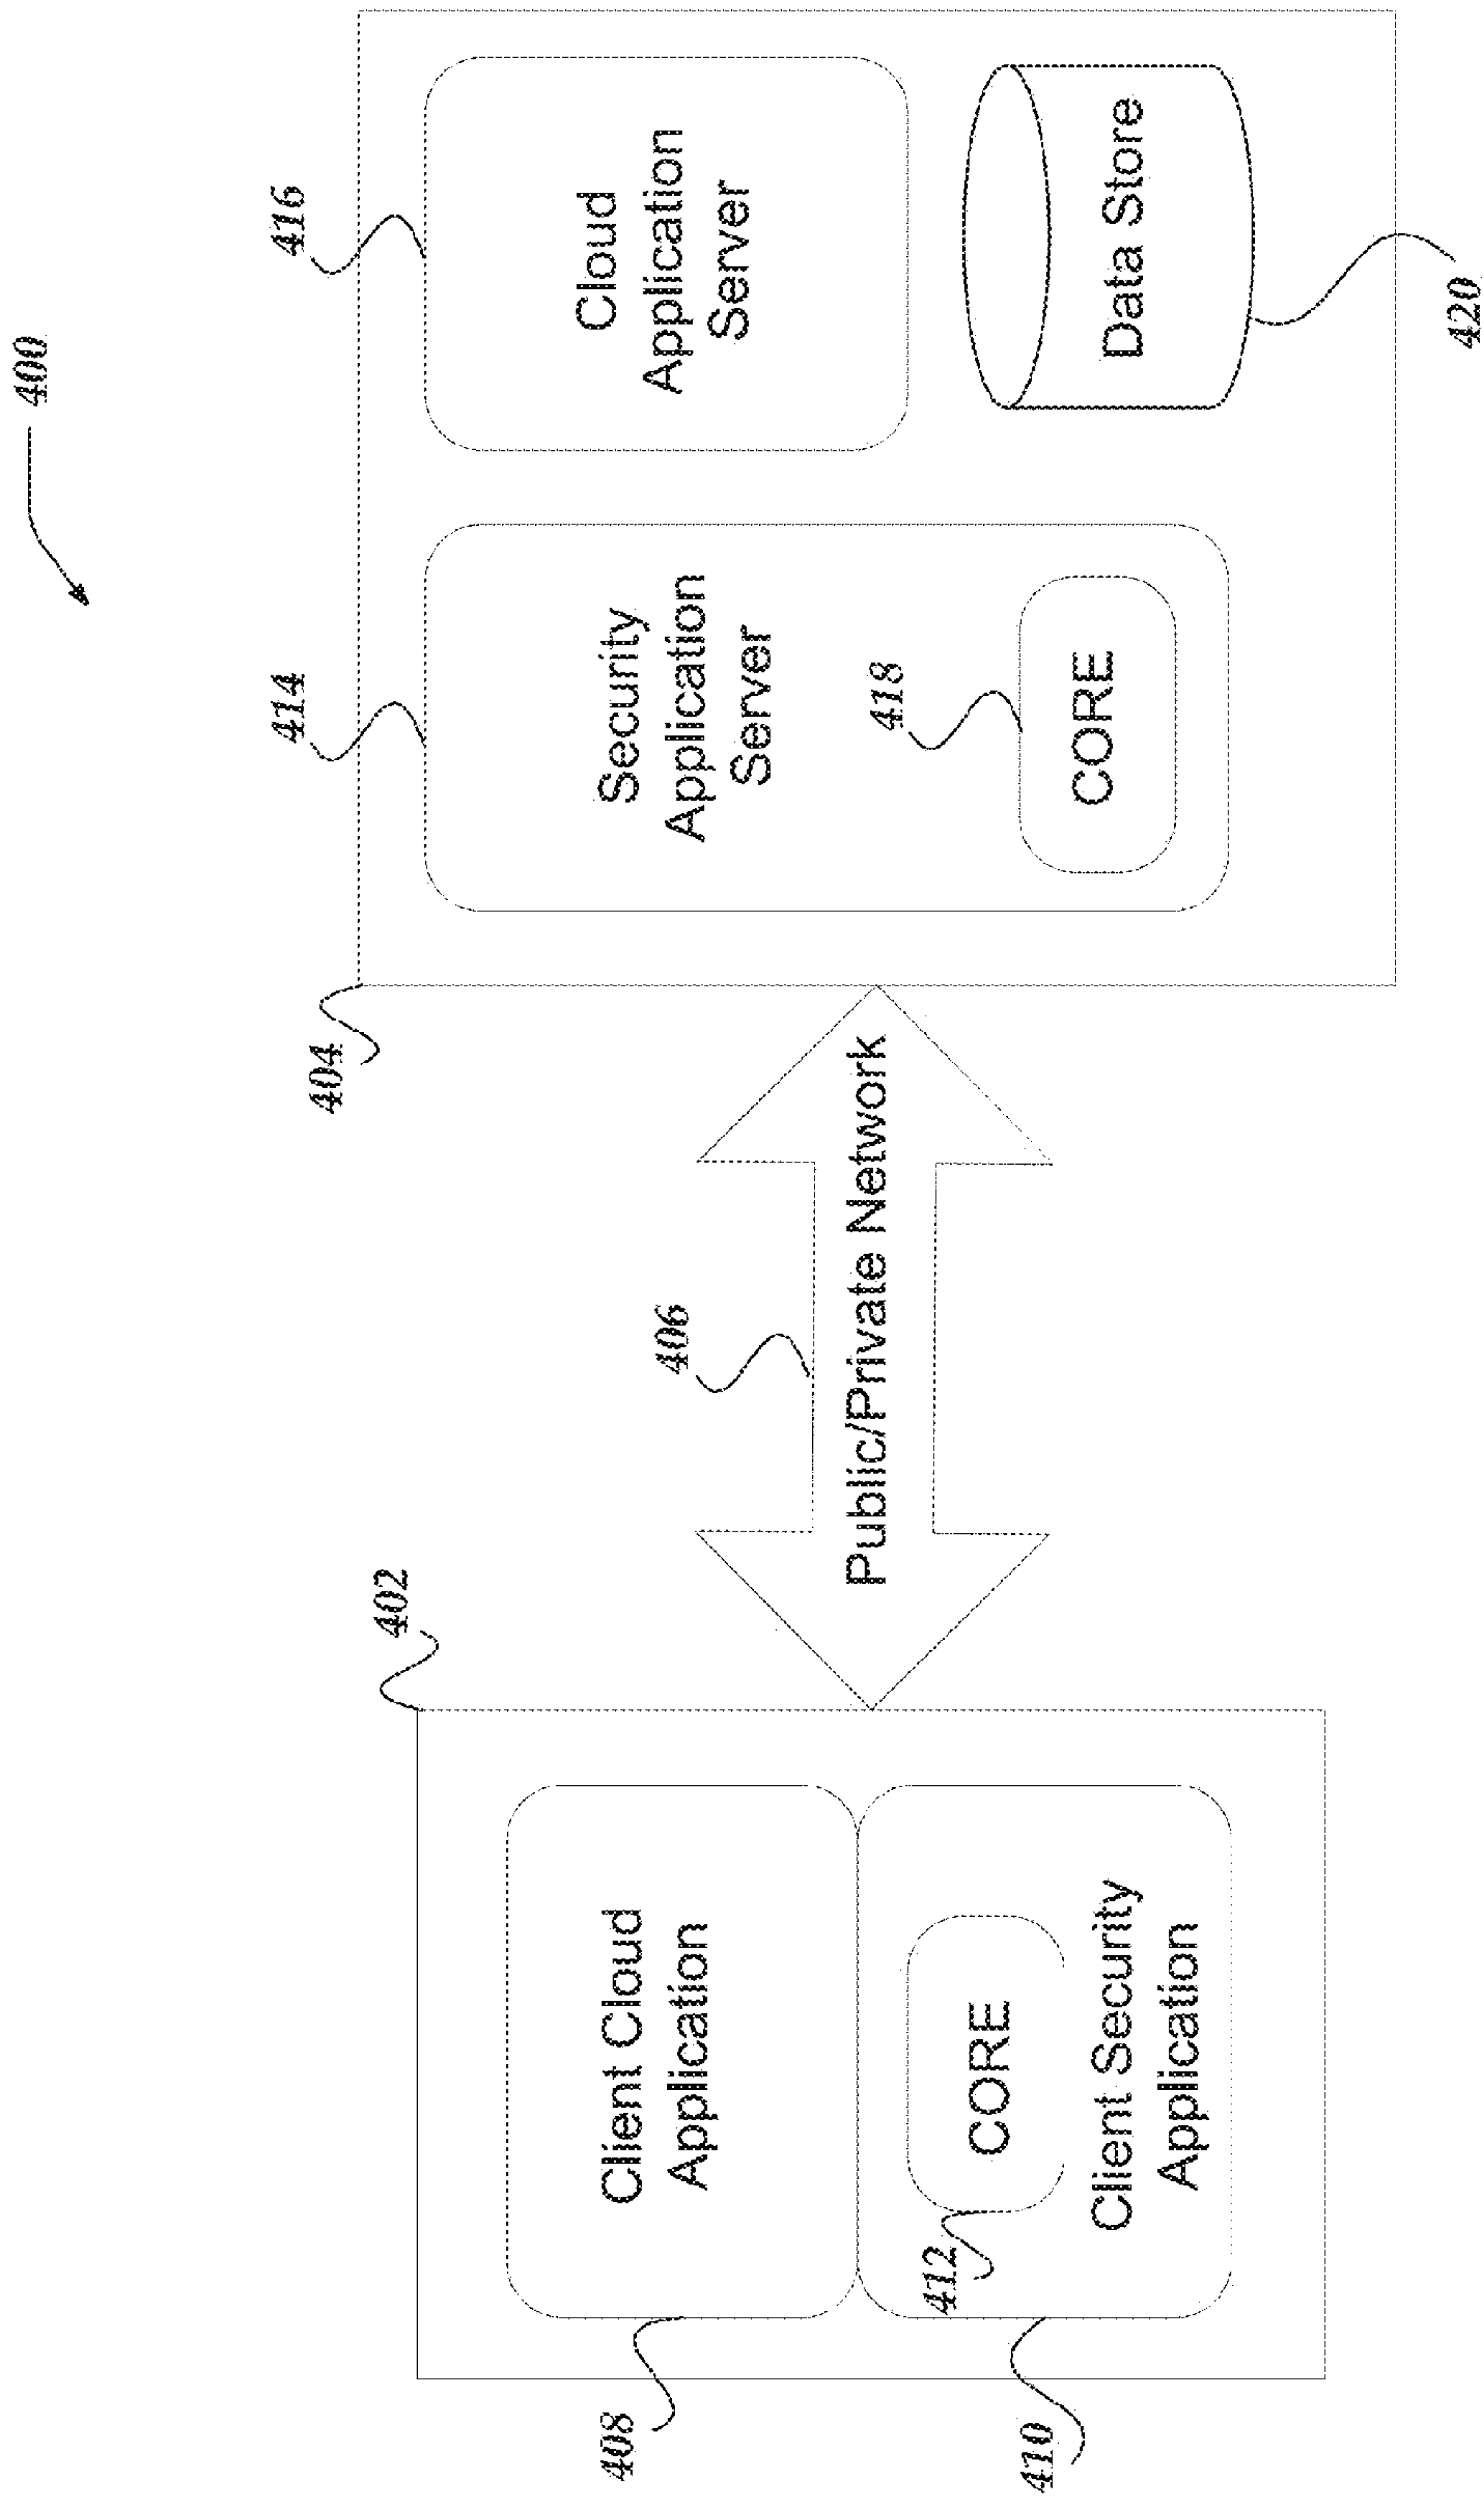 400
402
Client Cloud
Application
408
CORE
412
Client Security
Application
410
406
Public/Private Network
404
414
Security
Application
Server
418
CORE
416
Cloud
Application
Server
Data Store
420